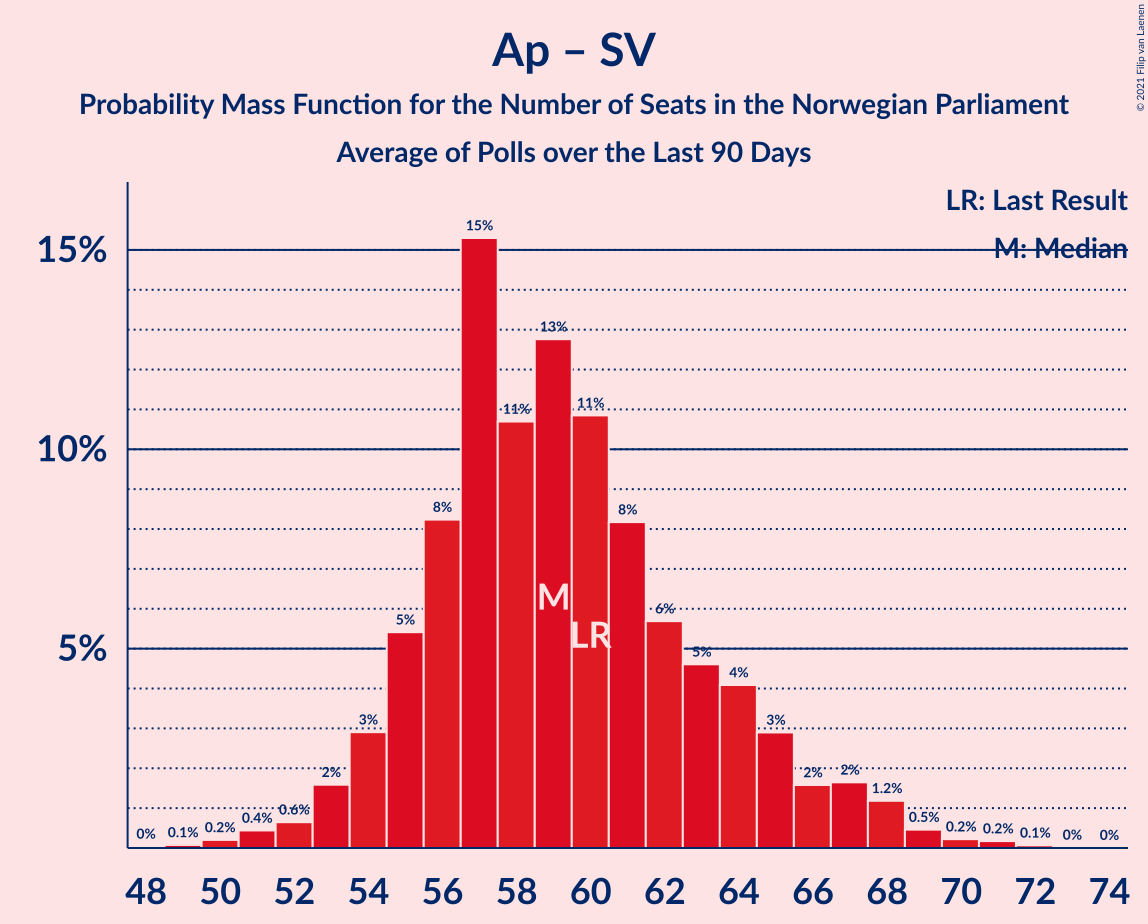 Ap – SV
Probability Mass Function for the Number of Seats in the Norwegian Parliament
Average of Polls over the Last 90 Days
© 2021 Filip van Laenen
LR: Last Result
M: Median
15%
10%
5%
0% 0.1% 0.2% 0.4% 0.6% 2% 3% 5% 8% 15% 11% 13% 11% 8% 6% 5% 4% 3% 2% 2% 1.2% 0.5% 0.2% 0.2% 0.1% 0% 0%
M
LR
48 50 52 54 56 58 60 62 64 66 68 70 72 74